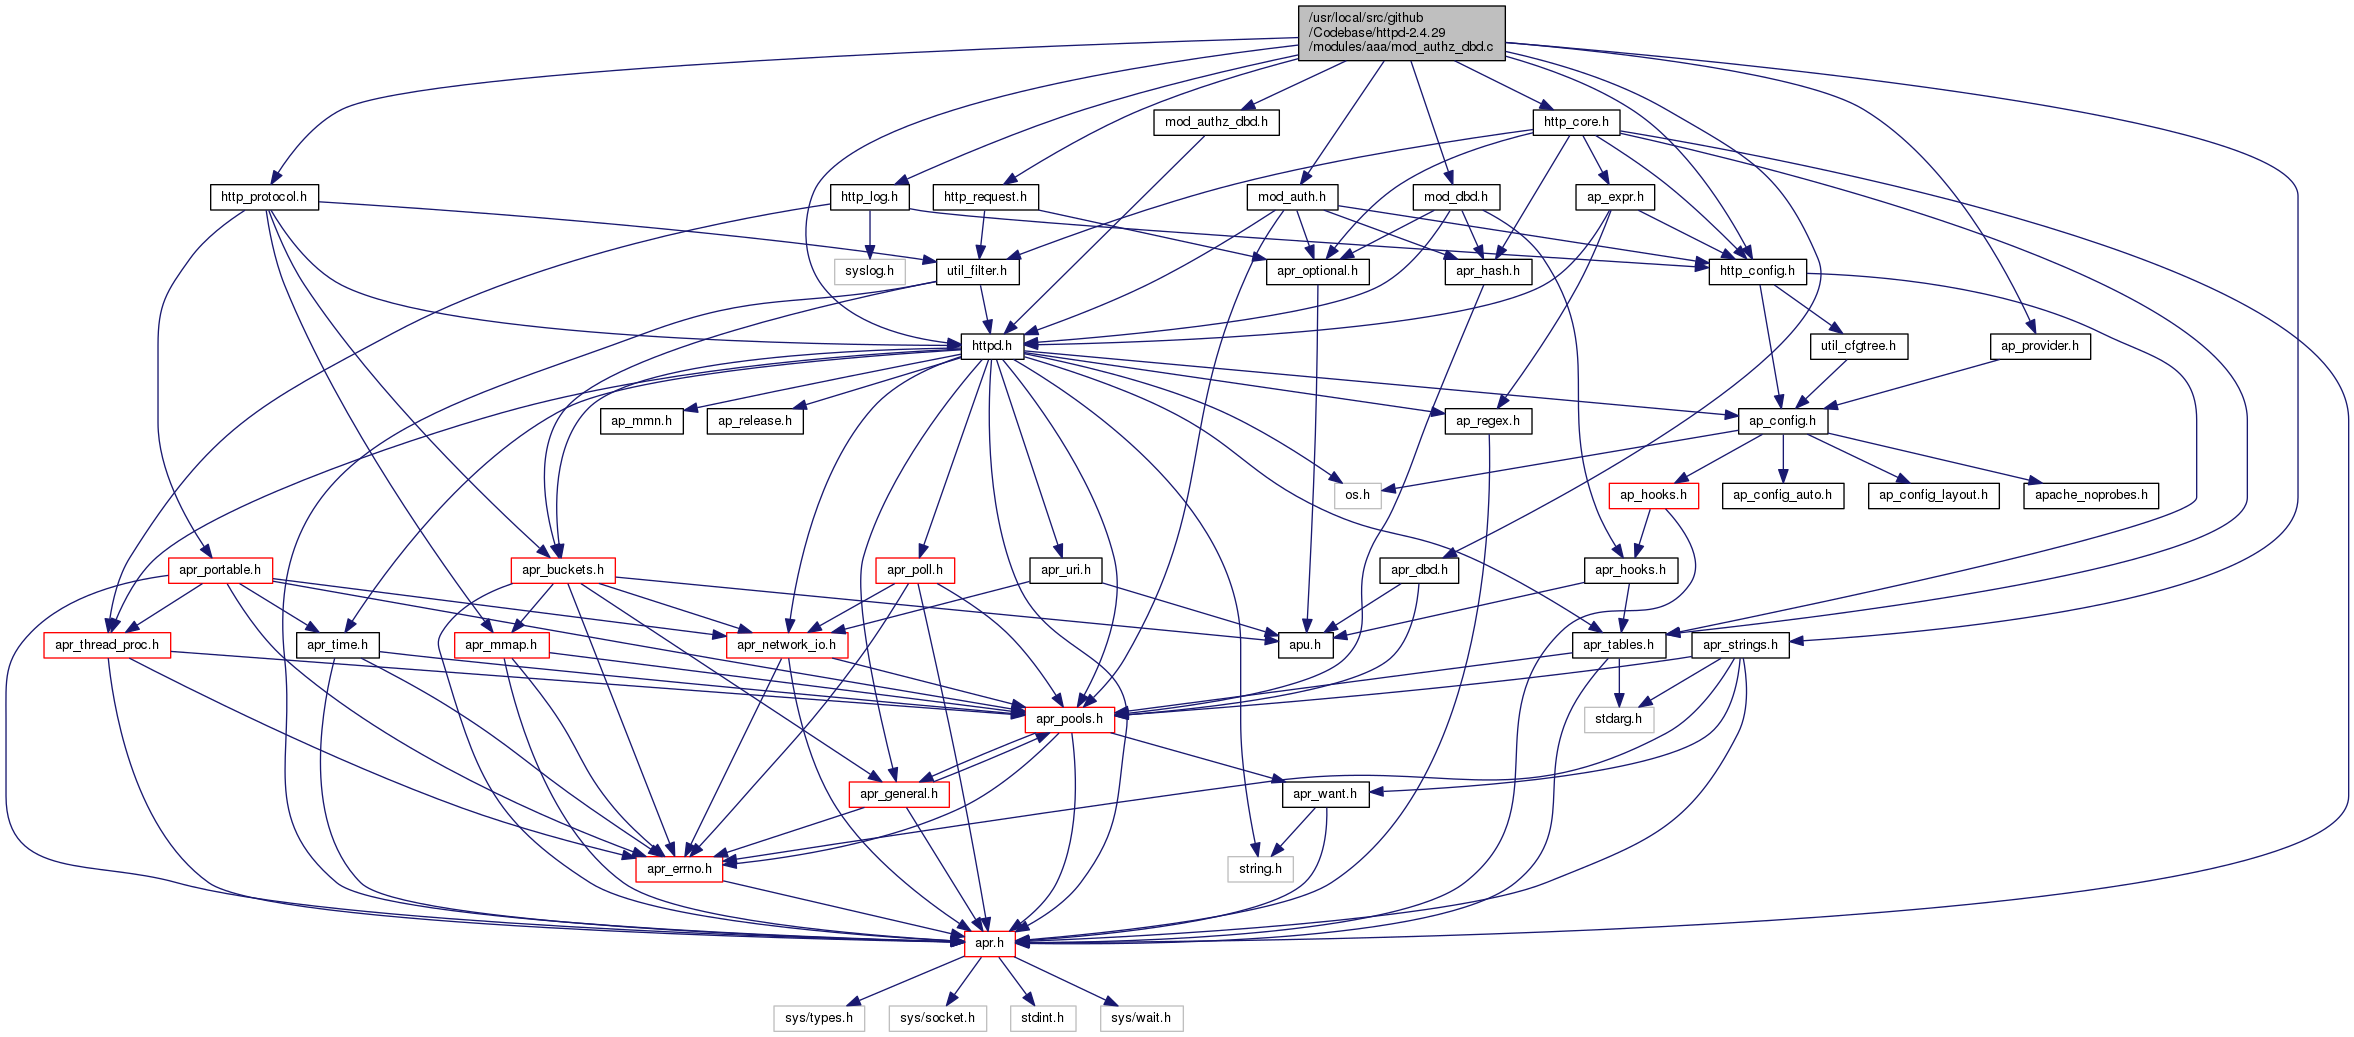 /usr/local/src/github
/Codebase/httpd-2.4.29
/modules/aaa/mod_authz_dbd.c
mod_authz_dbd.h
http_core.h
http_protocol.h
http_log.h
http_request.h
mod_auth.h
mod_dbd.h
ap_expr.h
syslog.h
util_filter.h
apr_optional.h
apr_hash.h
http_config.h
httpd.h
util_cfgtree.h
ap_provider.h
ap_mmn.h
ap_release.h
ap_regex.h
ap_config.h
os.h
ap_hooks.h
ap_config_auto.h
ap_config_layout.h
apache_noprobes.h
apr_portable.h
apr_buckets.h
apr_poll.h
apr_uri.h
apr_dbd.h
apr_hooks.h
apr_thread_proc.h
apr_time.h
apr_mmap.h
apr_network_io.h
apu.h
apr_tables.h
apr_strings.h
apr_pools.h
stdarg.h
apr_general.h
apr_want.h
apr_errno.h
string.h
apr.h
sys/types.h
sys/socket.h
stdint.h
sys/wait.h